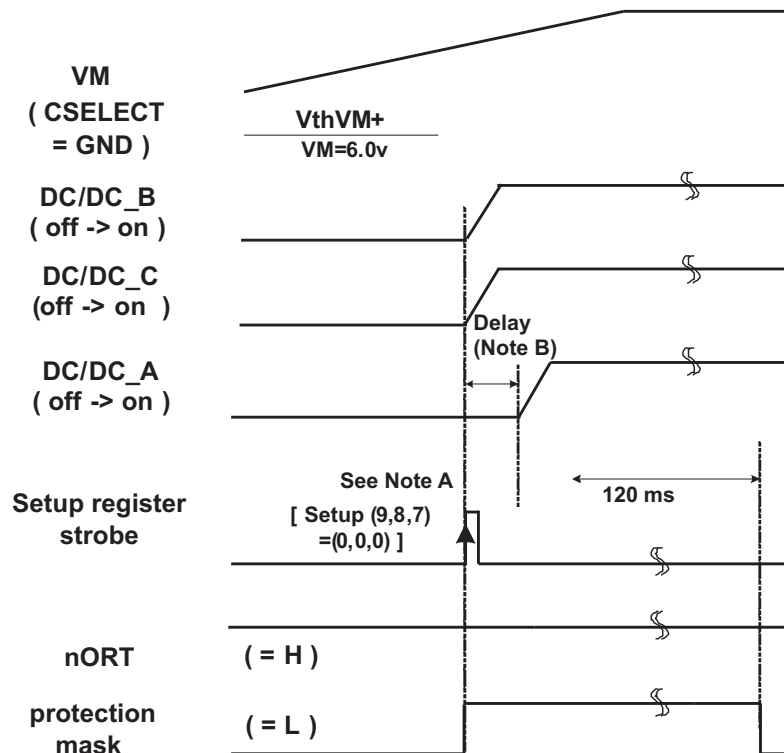 VM
( CSELECT
= GND )
VthVM+
VM=6.0v
DC/DC_B
( off -> on )
DC/DC_C
(off -> on )
Delay
(Note B)
DC/DC_A
( off -> on )
See Note A
120 ms
Setup register
strobe
[ Setup (9,8,7)
=(0,0,0) ]
nORT
( = H )
protection
mask
( = L )